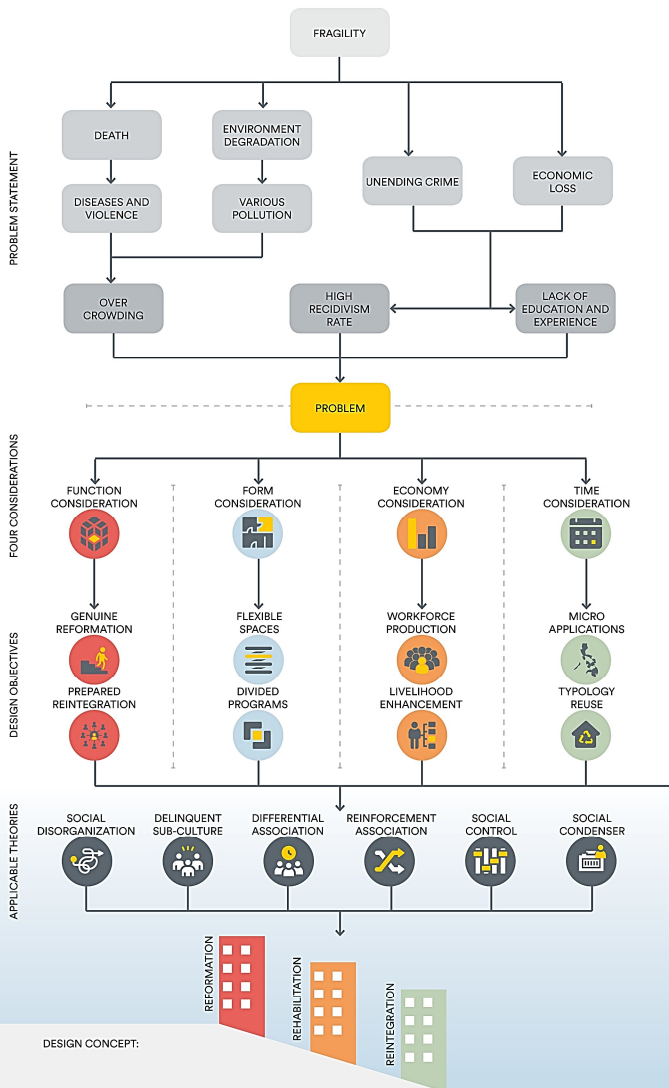 FRAGILITY
PROBLEM STATEMENT
DEATH
ENVIRONMENT
DEGRADATION
UNENDING CRIME
ECONOMIC
LOSS
DISEASES AND
VIOLENCE
VARIOUS
POLLUTION
OVER
CROWDING
HIGH
RECIDIVISM
RATE
LACK OF
EDUCATION AND
EXPERIENCE
PROBLEM
FOUR CONSIDERATIONS
FUNCTION
CONSIDERATION
FORM
CONSIDERATION
ECONOMY
CONSIDERATION
TIME
CONSIDERATION
DESIGN OBJECTIVES
GENUINE
REFORMATION
FLEXIBLE
SPACES
WORKFORCE
PRODUCTION
MICRO
APPLICATIONS
PREPARED
REINTEGRATION
DIVIDED
PROGRAMS
LIVELIHOOD
ENHANCEMENT
TYPOLOGY
REUSE
APPLICABLE THEORIES
SOCIAL
DISORGANIZATION
DELINQUENT
SUB-CULTURE
DIFFERENTIAL
ASSOCIATION
REINFORCEMENT
ASSOCIATION
SOCIAL
CONTROL
SOCIAL
CONDENSER
REFORMATION
REHABILITATION
REINTEGRATION
DESIGN CONCEPT: